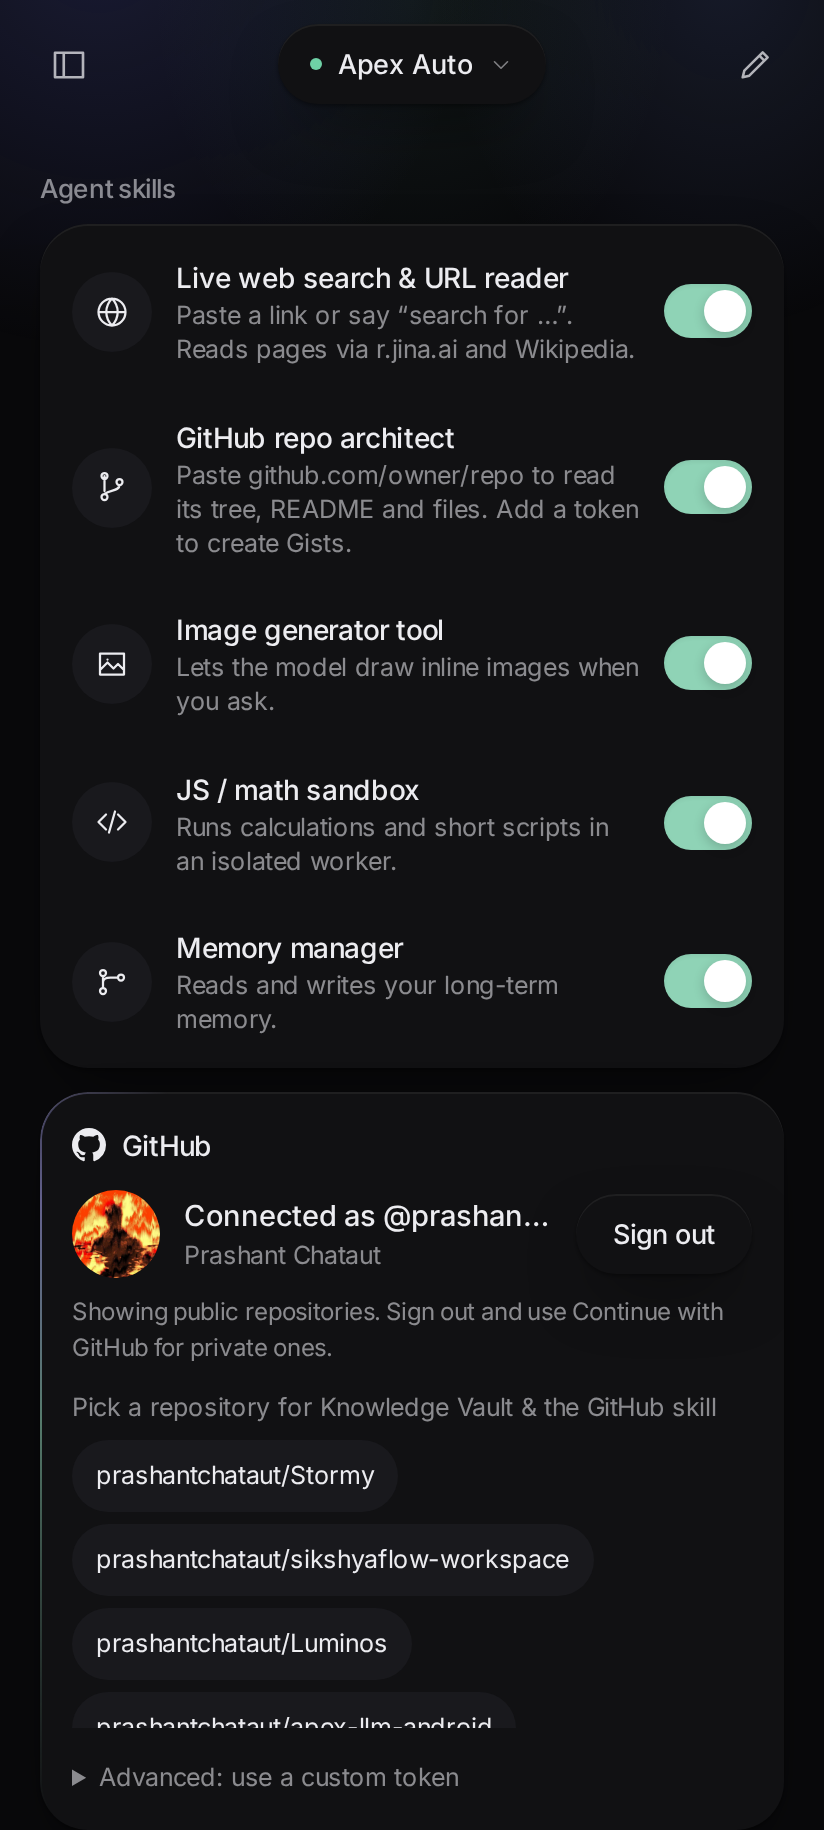 Apex Auto
Agent skills
Live web search & URL reader
Paste a link or say “search for ...”.
Reads pages via r.jina.ai and Wikipedia.
GitHub repo architect
Paste github.com/owner/repo to read
its tree, README and files. Add a token
to create Gists.
Image generator tool
Lets the model draw inline images when
you ask.
JS / math sandbox
Runs calculations and short scripts in
an isolated worker.
Memory manager
Reads and writes your long-term
memory.
GitHub
Connected as @prashan...
Sign out
Prashant Chataut
Showing public repositories. Sign out and use Continue with
GitHub for private ones.
Pick a repository for Knowledge Vault & the GitHub skill
prashantchataut/Stormy
prashantchataut/sikshyaflow-workspace
prashantchataut/Luminos
prashantchataut/apex-llm-android
Advanced: use a custom token